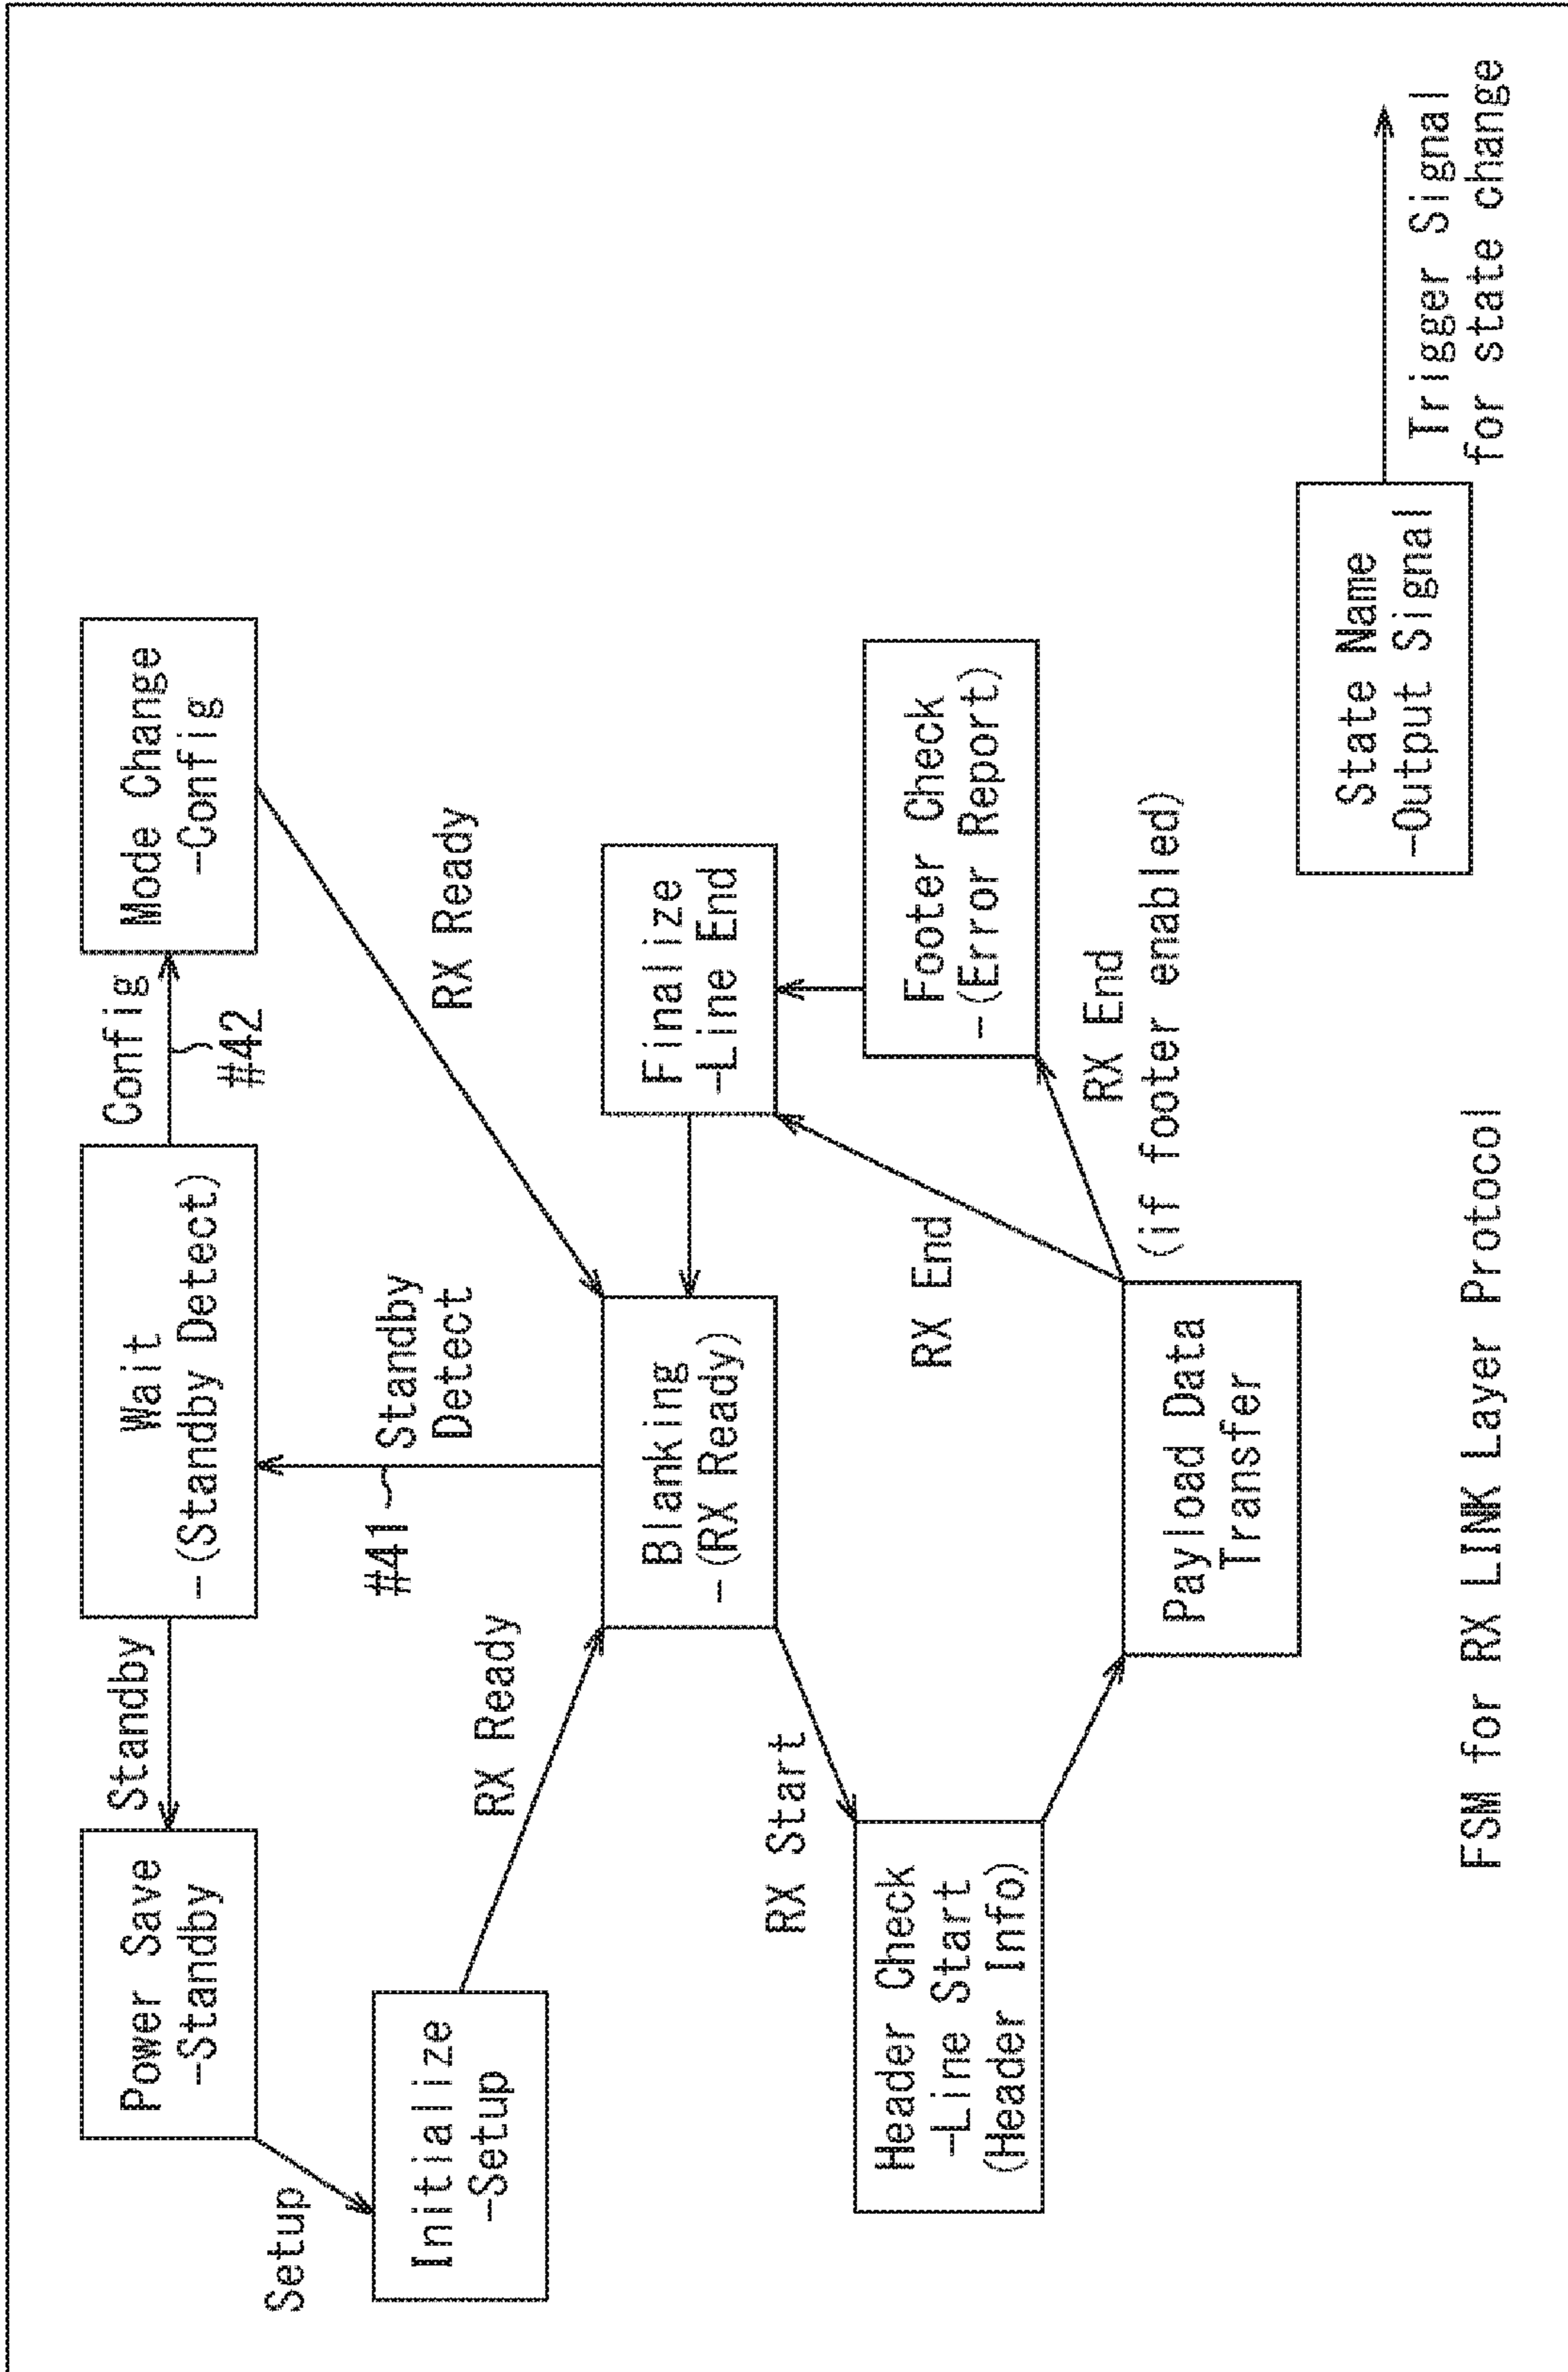 Power Save
-Standby
Standby
Wait
-(Standby Detect)
Config
#42
Mode Change
-Config
Setup
Initialize
-Setup
RX Ready
#41
Standby
Detect
RX Ready
Blanking
-(RX Ready)
Finalize
-Line End
RX Start
Header Check
-Line Start
(Header Info)
RX End
Footer Check
-(Error Report)
RX End
(if footer enabled)
Payload Data
Transfer
State Name
-Output Signal
Trigger Signal
for state change
FSM for RX LINK Layer Protocol